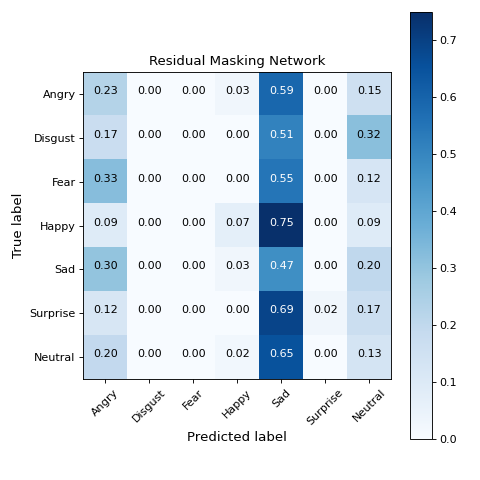 Residual Masking Network
True label
Angry 0.23 0.00 0.00 0.03 0.59 0.00 0.15
Disgust 0.17 0.00 0.00 0.00 0.51 0.00 0.32
Fear 0.33 0.00 0.00 0.00 0.55 0.00 0.12
Happy 0.09 0.00 0.00 0.07 0.75 0.00 0.09
Sad 0.30 0.00 0.00 0.03 0.47 0.00 0.20
Surprise 0.12 0.00 0.00 0.00 0.69 0.02 0.17
Neutral 0.20 0.00 0.00 0.02 0.65 0.00 0.13
Angry Disgust Fear Happy Sad Surprise Neutral
Predicted label
0.7
0.6
0.5
0.4
0.3
0.2
0.1
0.0